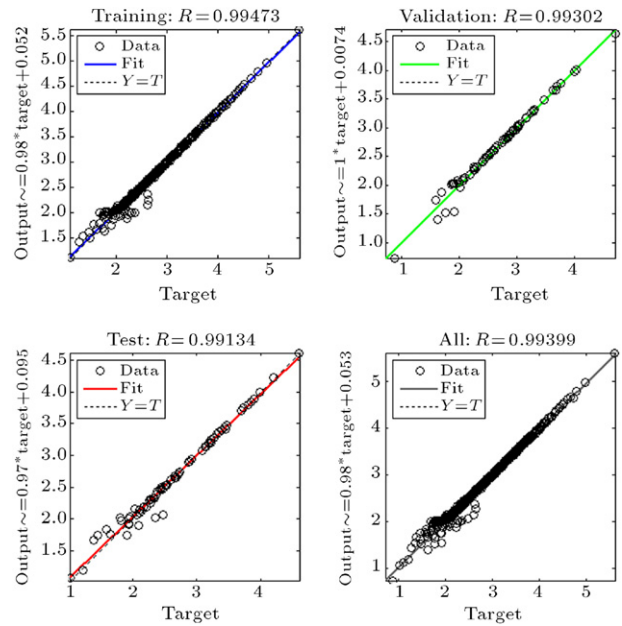 Training: R=0.99473
Output~=0.98*target+0.052
5.5
5.0
4.5
4.0
3.5
3.0
2.5
2.0
1.5
Data
Fit
Y=T
2 3 4 5
Target
Validation: R=0.99302
Output~=1*target+0.0074
4.5
4.0
3.5
3.0
2.5
2.0
1.5
1.0
Data
Fit
Y=T
1 2 3 4
Target
Test: R=0.99134
Output~=0.97*target+0.095
4.5
4.0
3.5
3.0
2.5
2.0
1.5
Data
Fit
Y=T
1 2 3 4
Target
All: R=0.99399
Output~=0.98*target+0.053
5
4
3
2
1
Data
Fit
Y=T
1 2 3 4 5
Target